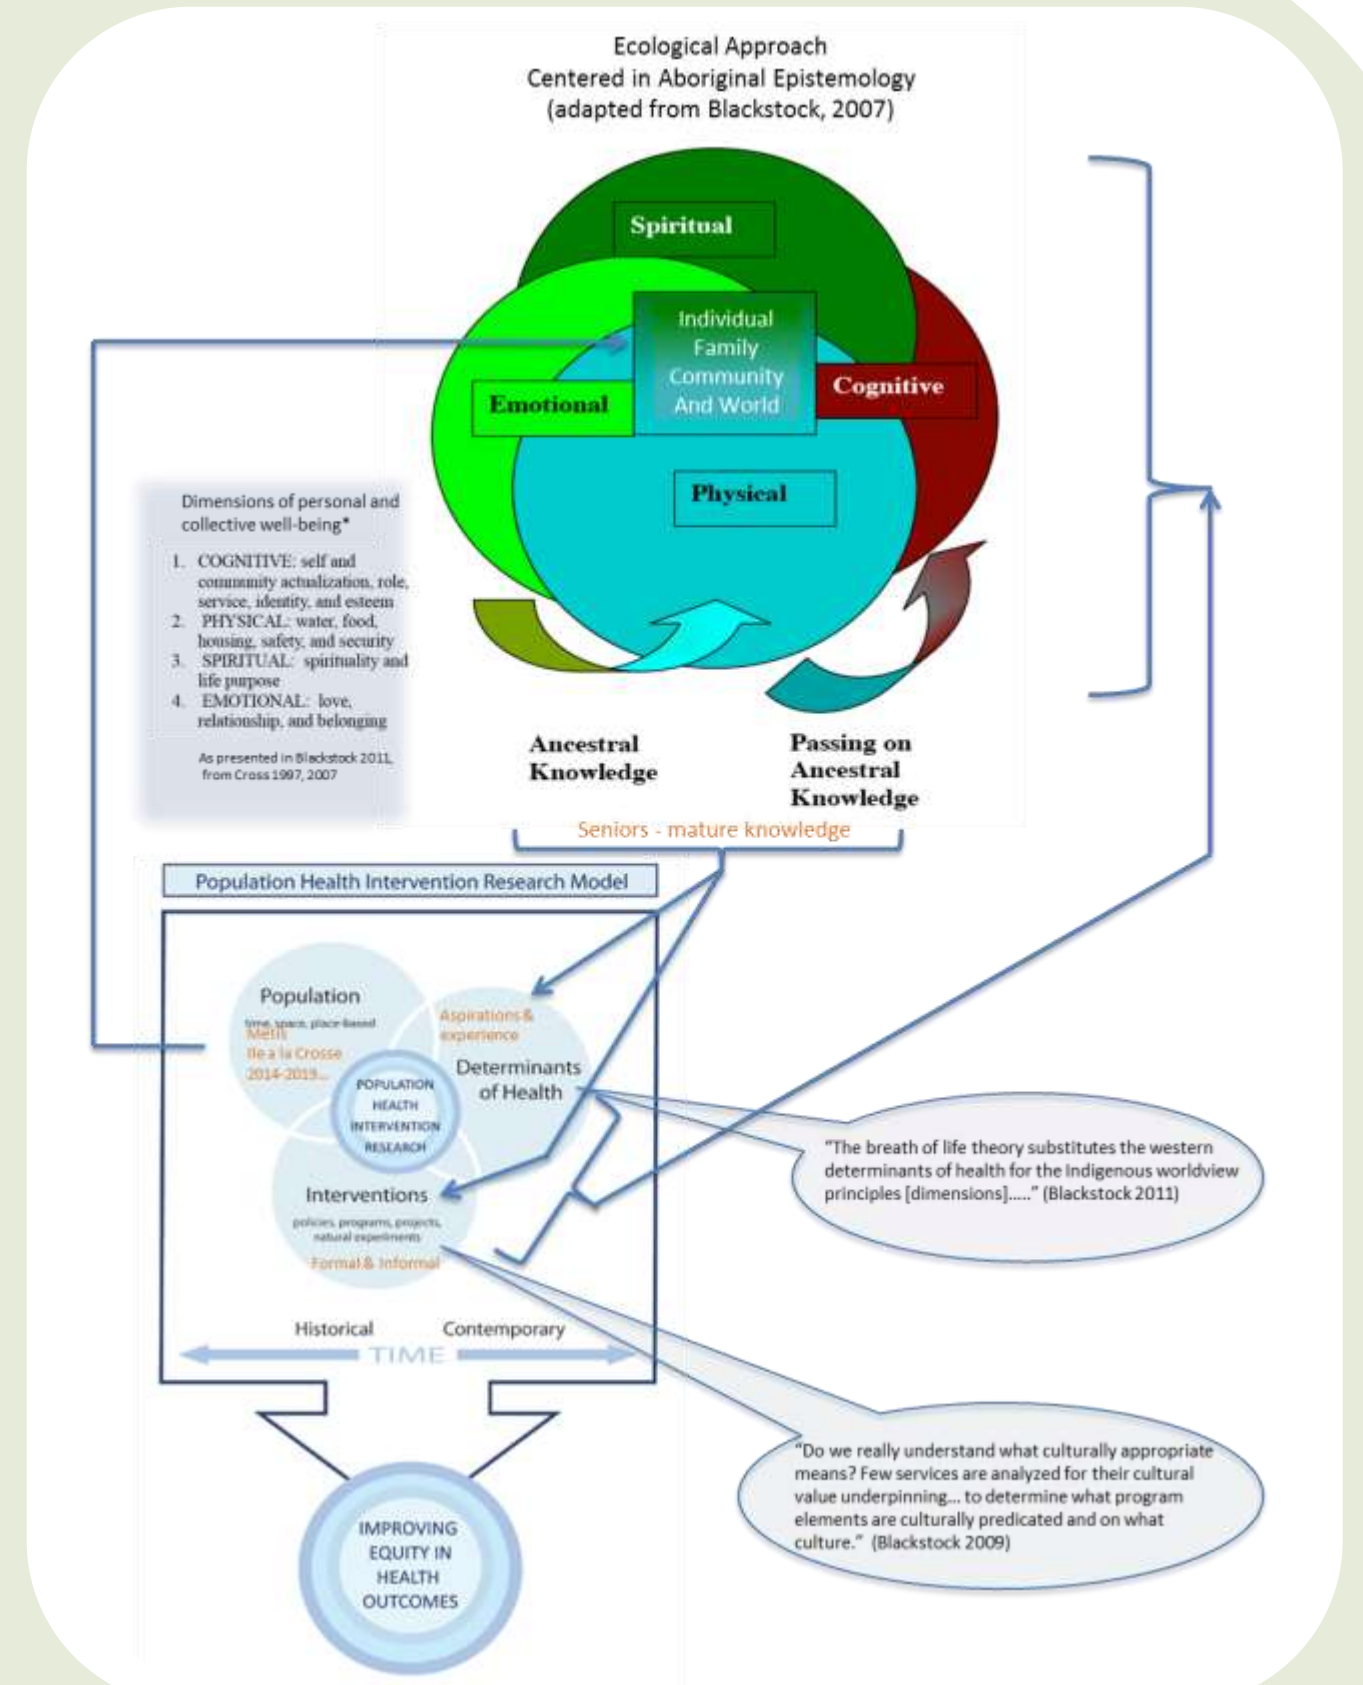 Ecological Approach
Centered in Aboriginal Epistemology
(adapted from Blackstock, 2007)
Spiritual
Individual
Family
Community
And World
Cognitive
Emotional
Physical
Dimensions of personal and
collective well-being*
1. COGNITIVE: self and
community actualization, role,
service, identity, and esteem
2. PHYSICAL: water, food,
housing, safety, and security
3. SPIRITUAL: spirituality and
life purpose
4. EMOTIONAL: love,
relationship, and belonging
As presented in Blackstock 2011,
from Cross 1997, 2007
Ancestral
Knowledge
Passing on
Ancestral
Knowledge
Seniors - mature knowledge
Population Health Intervention Research Model
Population
time, space, place-based
Metis
Ile a la Crosse
2014-2019...
Aspirations &
experience
Determinants
of Health
POPULATION
HEALTH
INTERVENTION
RESEARCH
Interventions
policies, programs, projects,
natural experiments
Formal & Informal
Historical
Contemporary
TIME
IMPROVING
EQUITY IN
HEALTH
OUTCOMES
"The breath of life theory substitutes the western
determinants of health for the Indigenous worldview
principles [dimensions]....." (Blackstock 2011)
"Do we really understand what culturally appropriate
means? Few services are analyzed for their cultural
value underpinning... to determine what program
elements are culturally predicated and on what
culture." (Blackstock 2009)